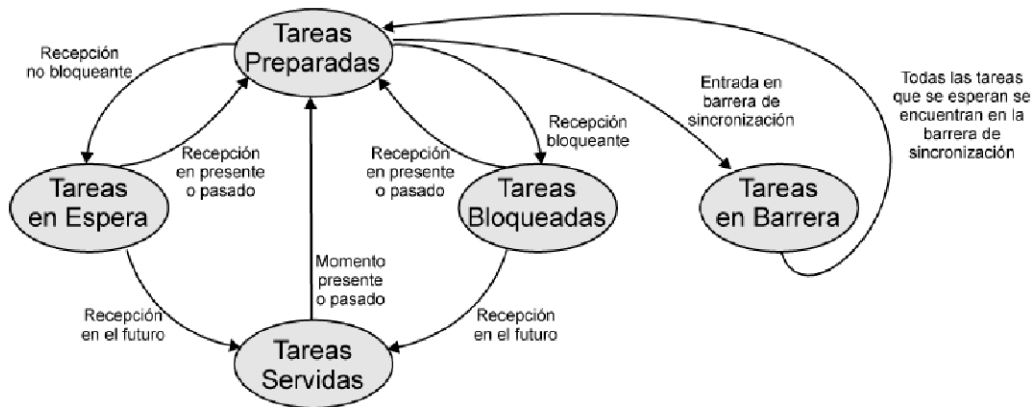 Tareas
Preparadas
Recepción
no bloqueante
Entrada en
barrera de
sincronización
Todas las tareas
que se esperan se
encuentran en la
barrera de
sincronización
Recepción
bloqueante
Recepción
en presente
o pasado
Recepción
en presente
o pasado
Tareas
en Espera
Tareas
Bloqueadas
Tareas
en Barrera
Momento
presente
o pasado
Recepción
en el futuro
Recepción
en el futuro
Tareas
Servidas